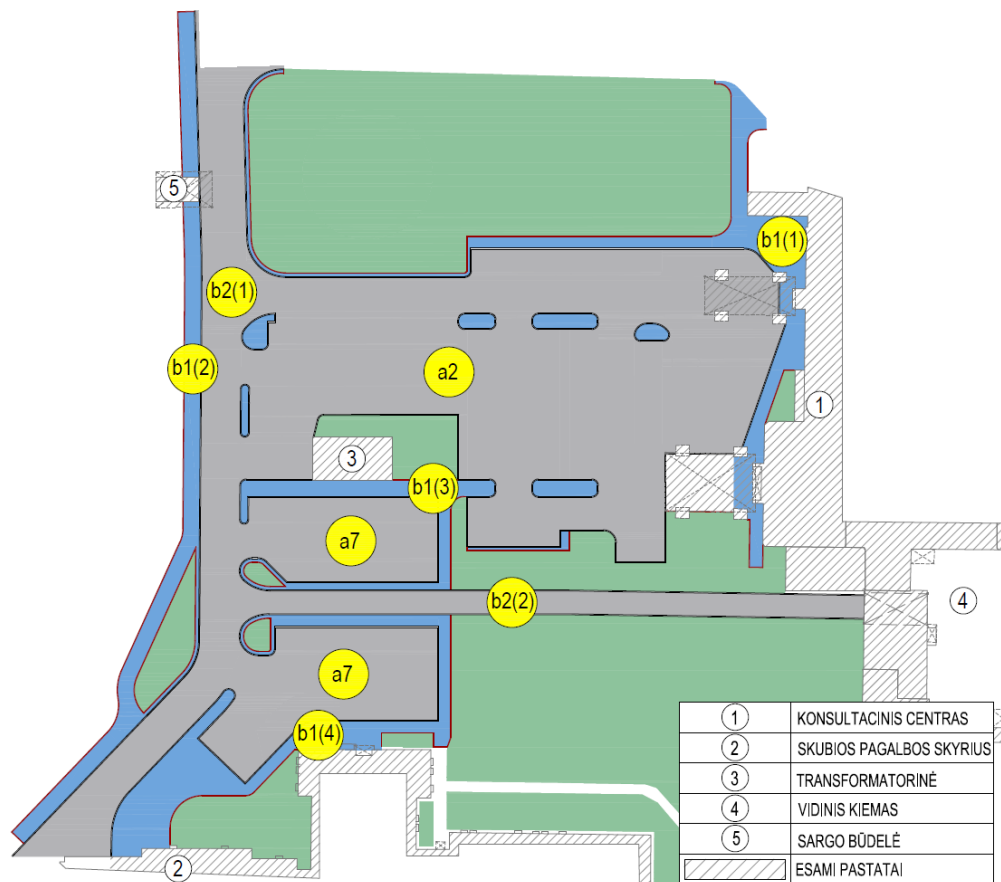 5
b1(1)
b2(1)
b1(2)
a2
1
3
b1(3)
a7
b2(2)
4
a7
b1(4)
2
1 KONSULTACINIS CENTRAS
2 SKUBIOS PAGALBOS SKYRIUS
3 TRANSFORMATORINĖ
4 VIDINIS KIEMAS
5 SARGO BŪDELĖ
ESAMI PASTATAI